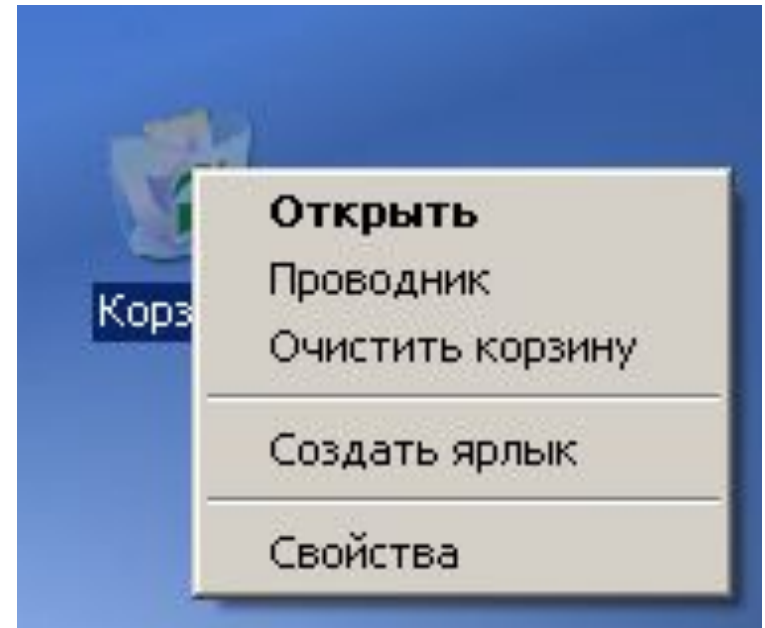 Открыть
Проводник
Корз
Очистить корзину
Создать ярлык
Свойства